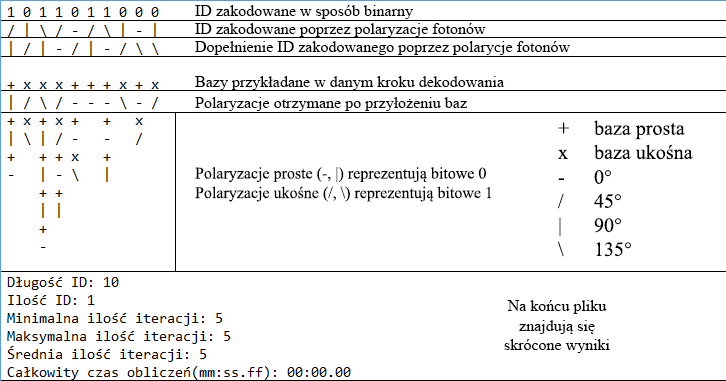 1 0 1 1 0 1 1 0 0 0 ID zakodowane w sposób binarny
/ | \ / - / \ | - | ID zakodowane poprzez polaryzacje fotonów
| / | - / | - / \ \ Dopełnienie ID zakodowanego poprzez polarycje fotonów
+ x x x + + + x + x Bazy przykładane w danym kroku dekodowania
| / \ / - - - \ - / Polaryzacje otrzymane po przyłożeniu baz
+ x + x +   +   x
| \ | / -   -   /
+   + + x   +
-   | - \   |
    + +
    | |
    +
    -
Polaryzacje proste (-, |) reprezentują bitowe 0
Polaryzacje ukośne (/, \) reprezentują bitowe 1
+ baza prosta
x baza ukośna
- 0°
/ 45°
| 90°
\ 135°
Długość ID: 10
Ilość ID: 1
Minimalna ilość iteracji: 5
Maksymalna ilość iteracji: 5
Średnia ilość iteracji: 5
Całkowity czas obliczeń(mm:ss.ff): 00:00.00
Na końcu pliku
znajdują się
skrócone wyniki